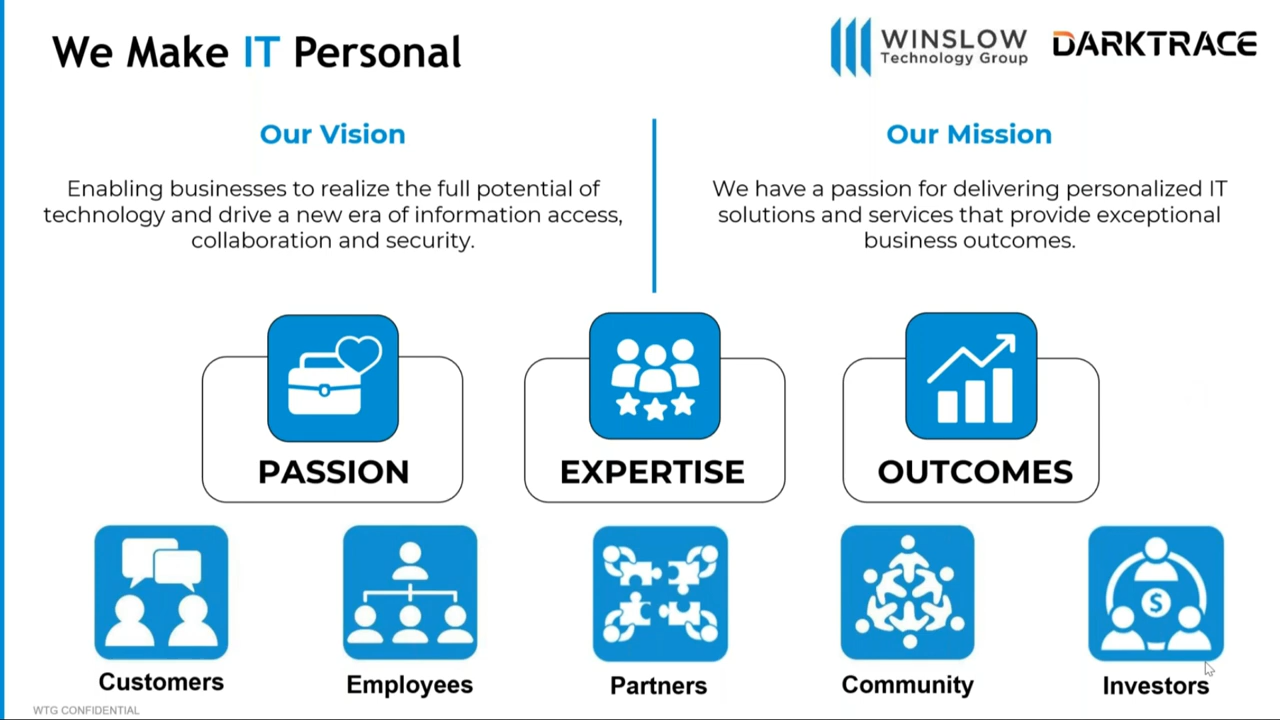 We Make IT Personal
WINSLOW
Technology Group
DARKTRACE
Our Vision
Enabling businesses to realize the full potential of
technology and drive a new era of information access,
collaboration and security.
Our Mission
We have a passion for delivering personalized IT
solutions and services that provide exceptional
business outcomes.
PASSION
EXPERTISE
OUTCOMES
$
Customers
Employees
Partners
Community
Investors
WTG CONFIDENTIAL